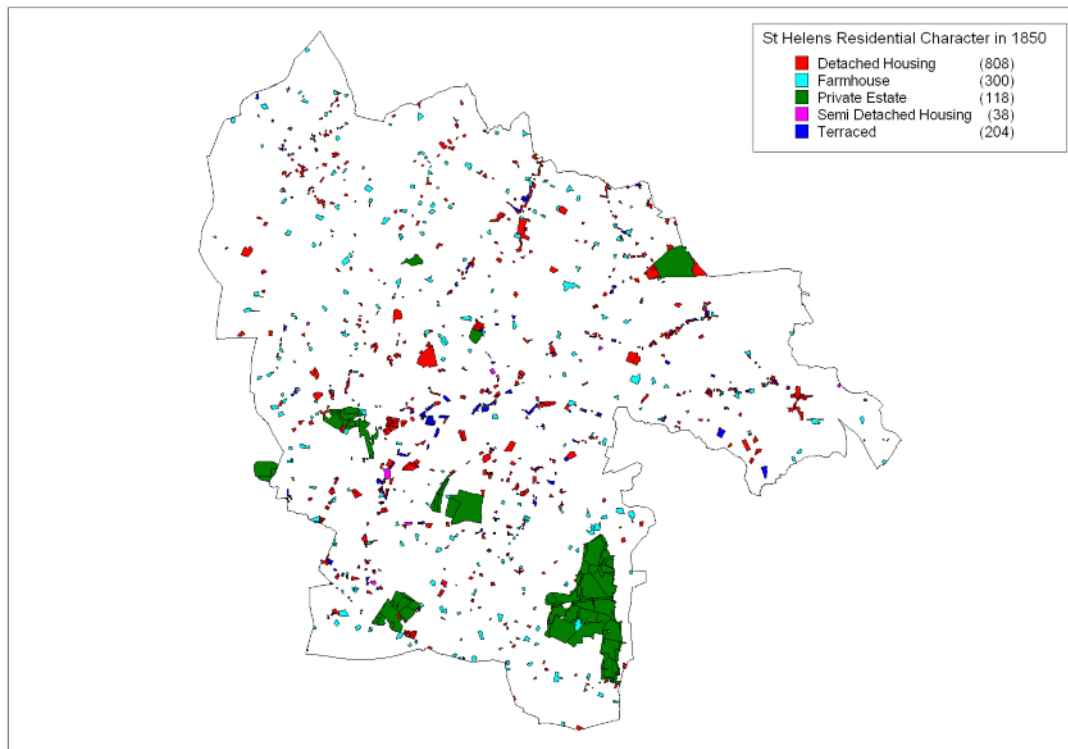 St Helens Residential Character in 1850
Detached Housing (808)
Farmhouse (300)
Private Estate (118)
Semi Detached Housing (38)
Terraced (204)